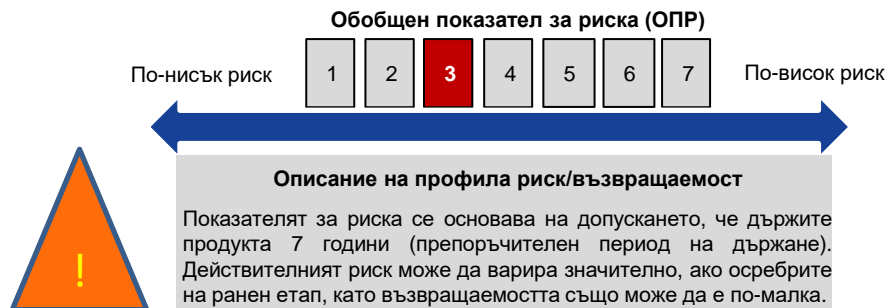 Обобщен показател за риска (ОПР)
По-нисък риск 1 2 3 4 5 6 7 По-висок риск
Описание на профила риск/възвращаемост
Показателят за риска се основава на допускането, че държите
продукта 7 години (препоръчителен период на държане).
Действителният риск може да варира значително, ако осребрите
на ранен етап, като възвращаемостта също може да е по-малка.
!